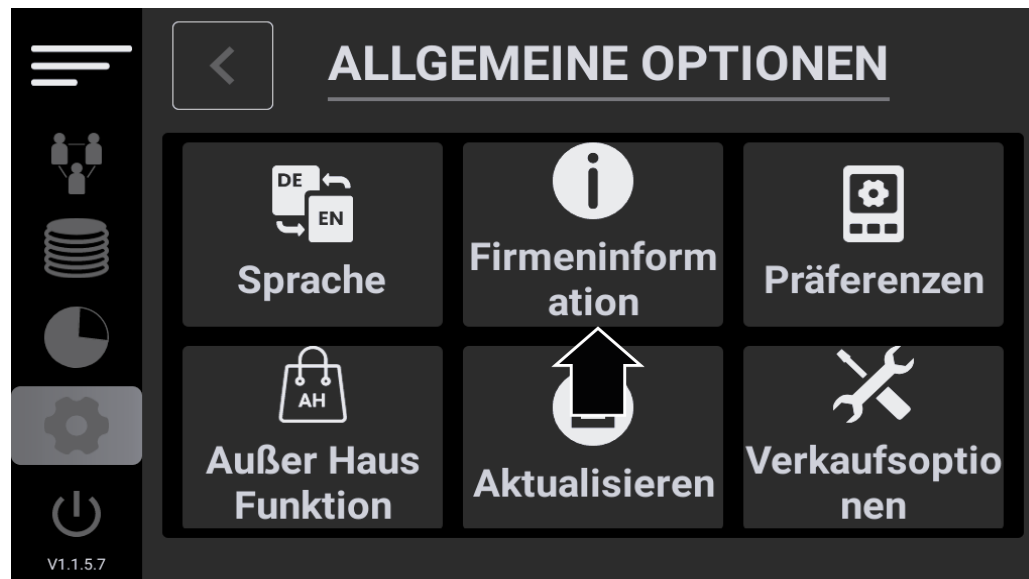 ALLGEMEINE OPTIONEN
DE
EN
Sprache
Firmeninform
ation
Präferenzen
AH
Außer Haus
Funktion
Aktualisieren
Verkaufsoptio
nen
V1.1.5.7